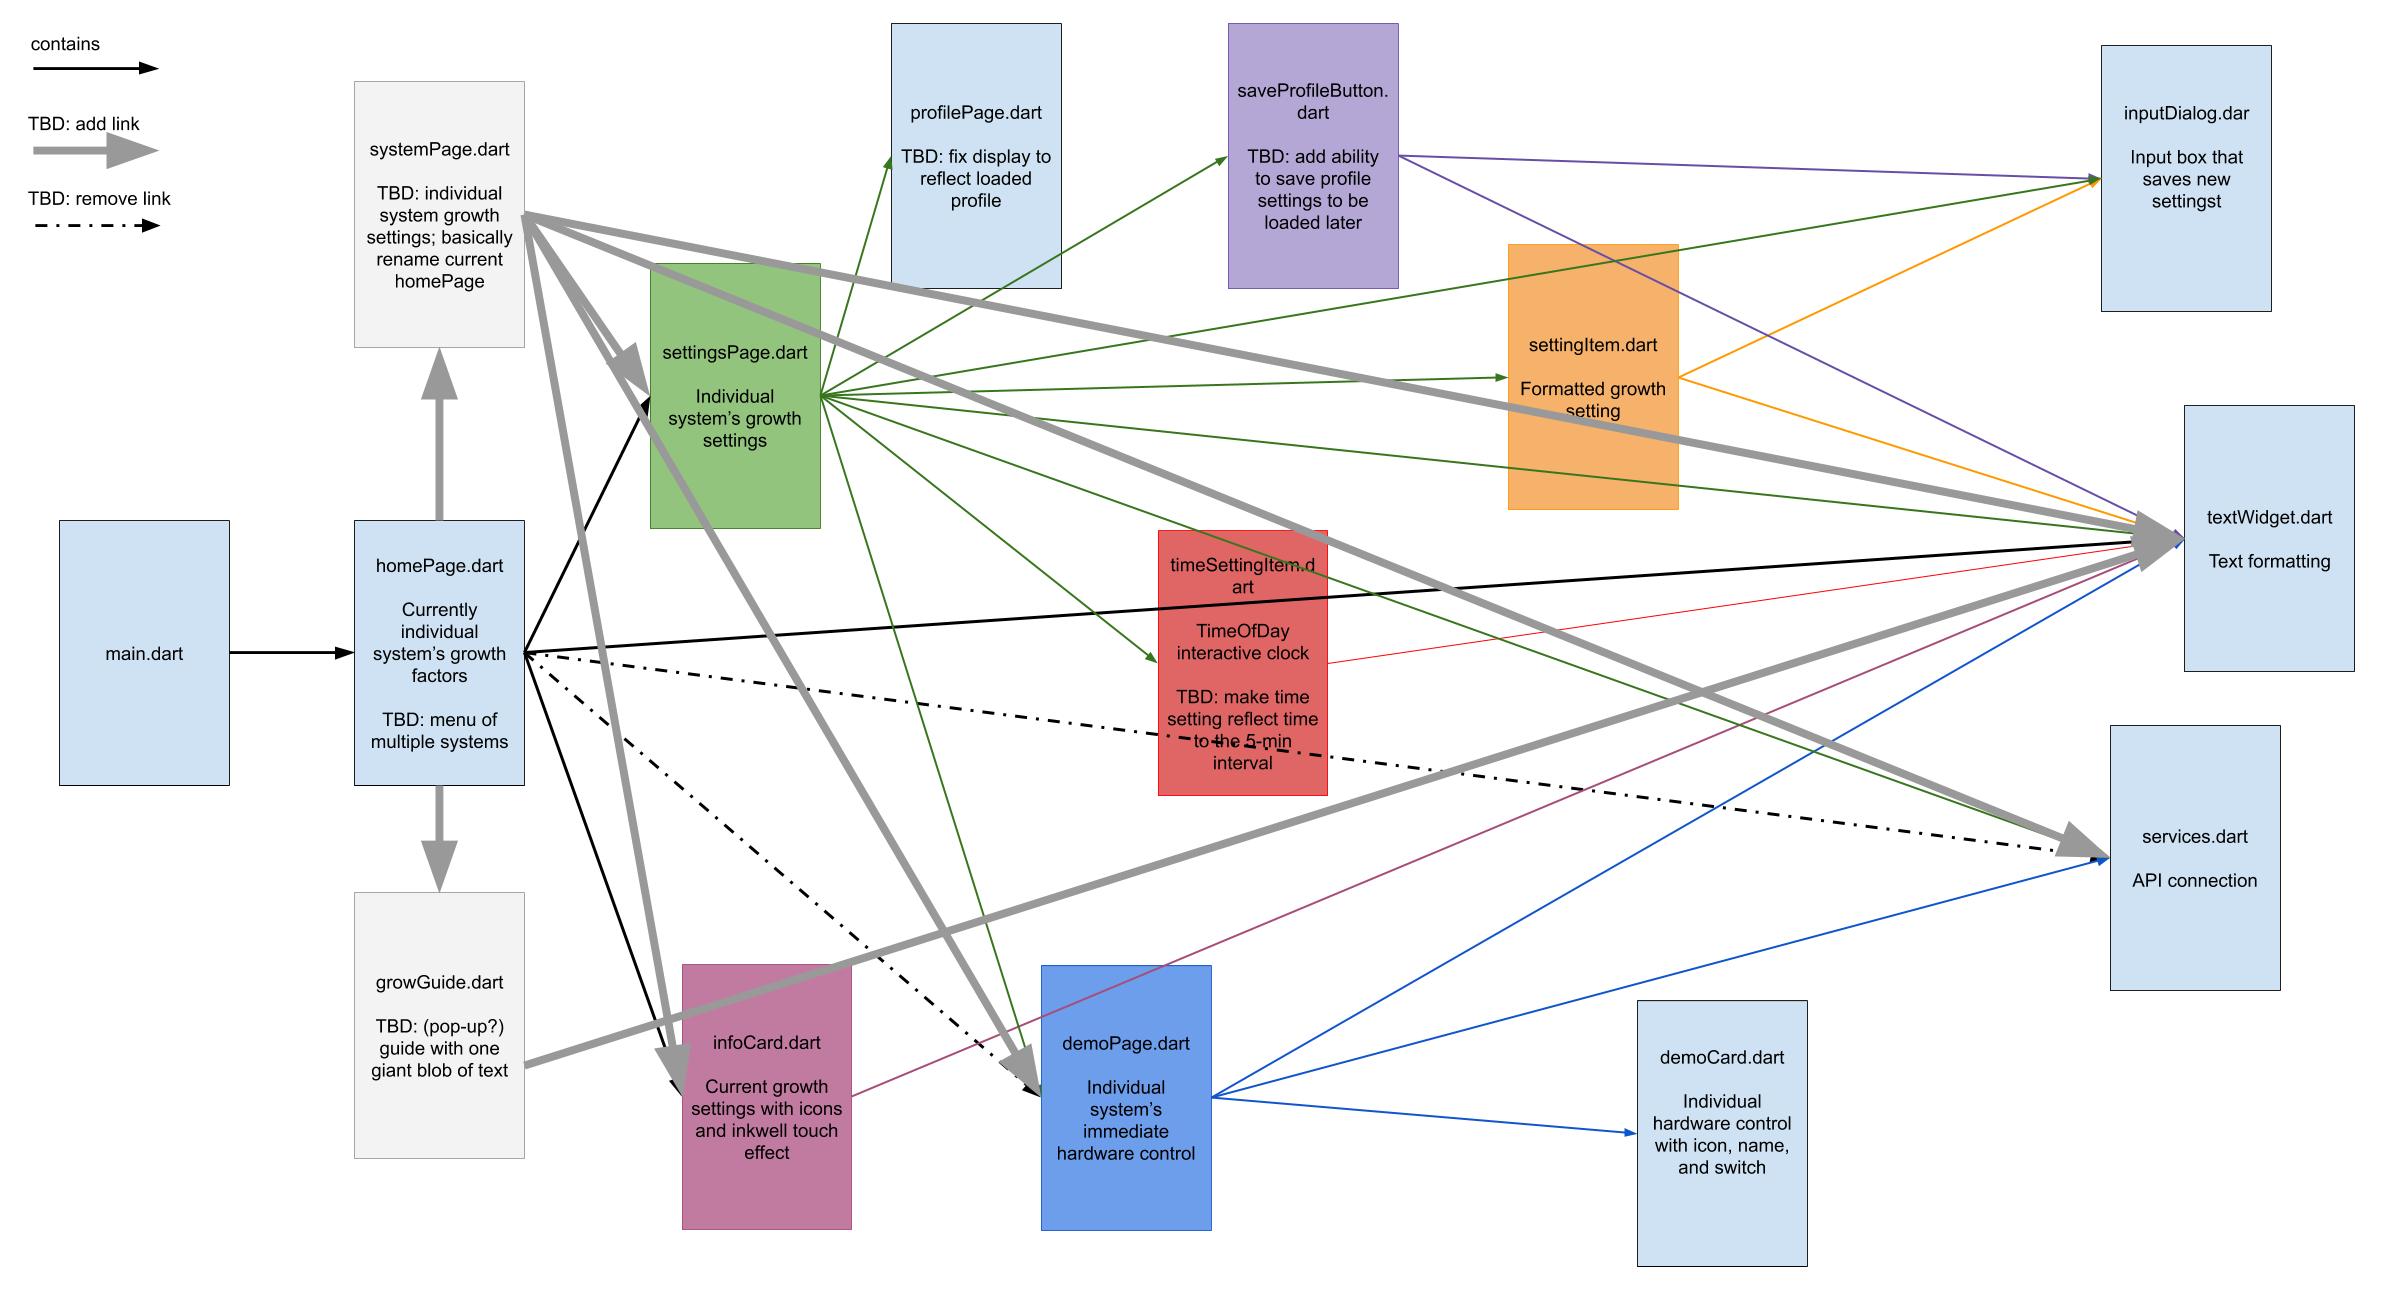 contains
TBD: add link
TBD: remove link
systemPage.dart
TBD: individual
system growth
settings; basically
rename current
homePage
profilePage.dart
TBD: fix display to
reflect loaded
profile
saveProfileButton.
dart
TBD: add ability
to save profile
settings to be
loaded later
inputDialog.dar
Input box that
saves new
settingst
settingsPage.dart
Individual
system’s growth
settings
settingItem.dart
Formatted growth
setting
textWidget.dart
Text formatting
main.dart
homePage.dart
Currently
individual
system’s growth
factors
TBD: menu of
multiple systems
timeSettingItem.d
art
TimeOfDay
interactive clock
TBD: make time
setting reflect time
to the 5-min
interval
services.dart
API connection
growGuide.dart
TBD: (pop-up?)
guide with one
giant blob of text
infoCard.dart
Current growth
settings with icons
and inkwell touch
effect
demoPage.dart
Individual
system’s
immediate
hardware control
demoCard.dart
Individual
hardware control
with icon, name,
and switch